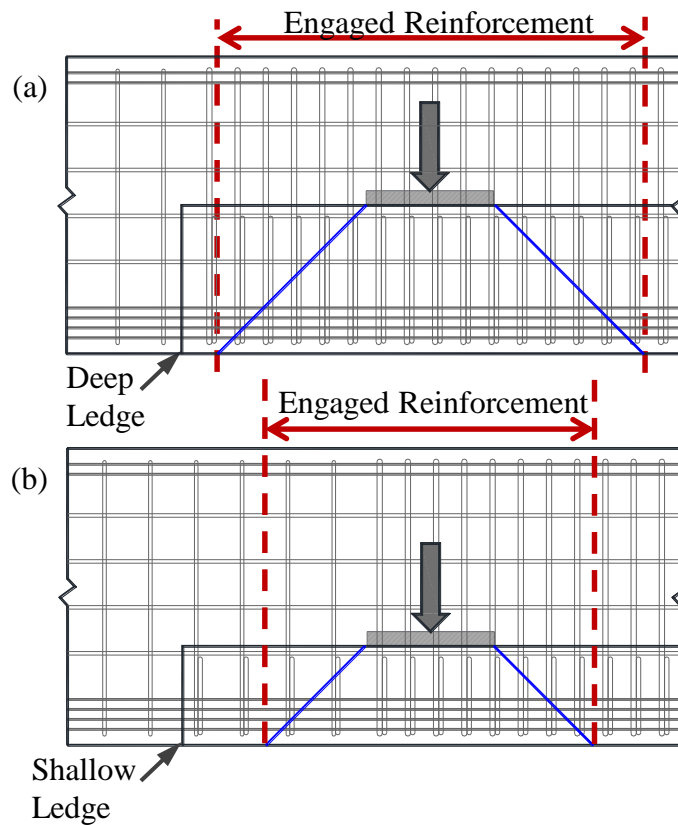 Engaged Reinforcement
(a)
Deep
Ledge
Engaged Reinforcement
(b)
Shallow
Ledge